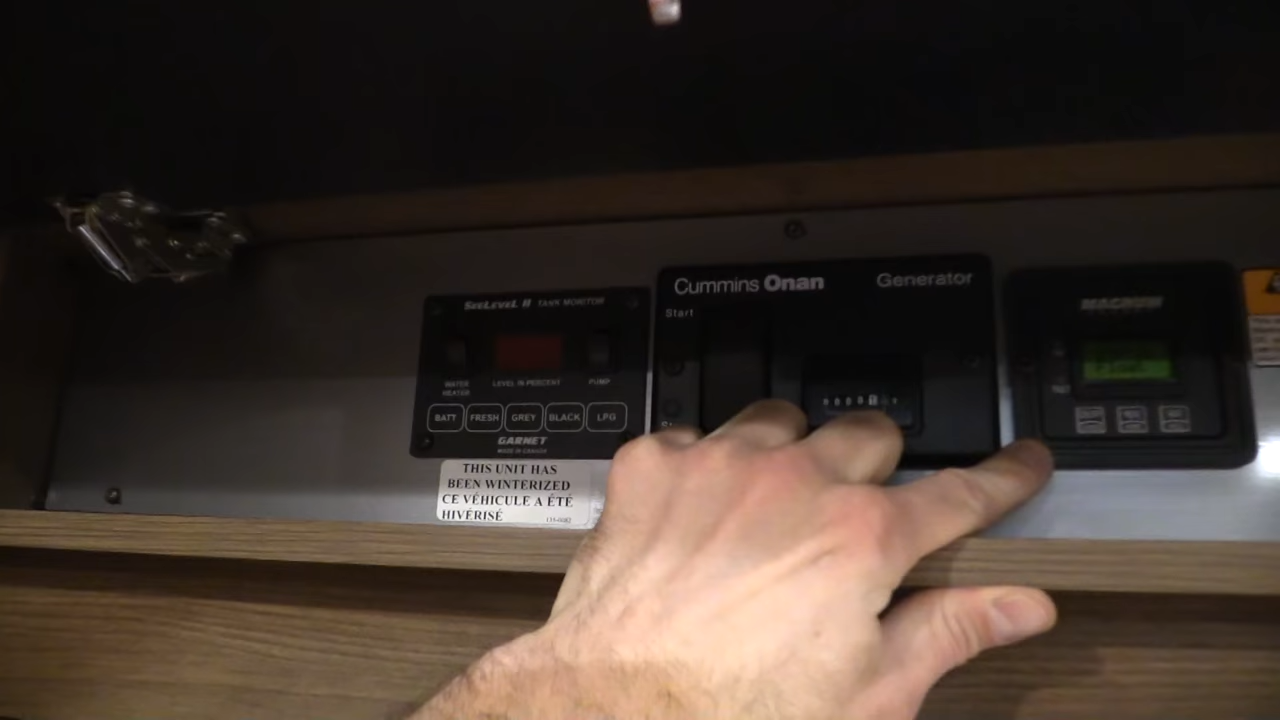 SeeLeveL II TANK MONITOR
WATER
HEATER
LEVEL IN PERCENT
PUMP
BATT
FRESH
GREY
BLACK
LPG
GARNET
MADE IN CANADA
THIS UNIT HAS
BEEN WINTERIZED
CE VÉHICULE A ÉTÉ
HIVÉRISÉ
Cummins Onan
Generator
Start
MAGNUM